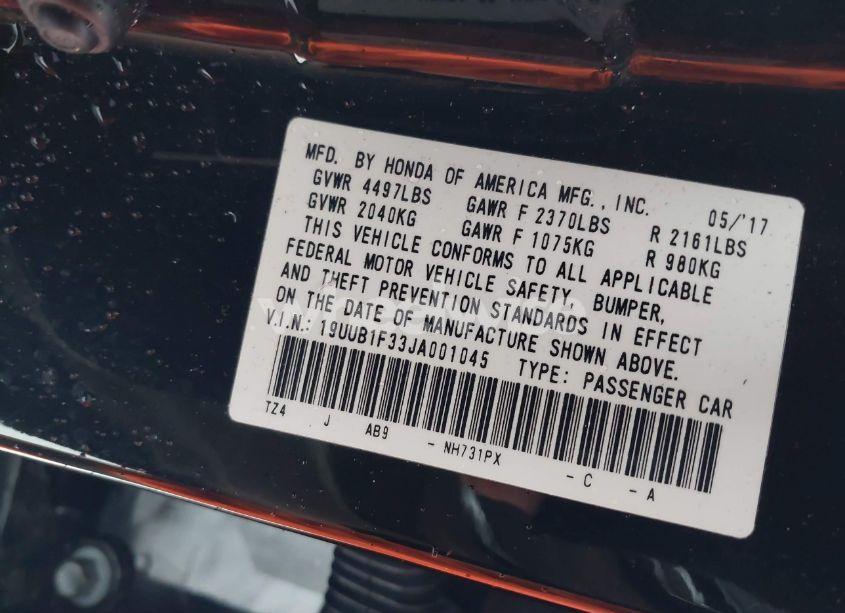 MFD. BY HONDA OF AMERICA MFG., INC. 05/'17
GVWR 4497LBS GAWR F 2370LBS R 2161LBS
GVWR 2040KG GAWR F 1075KG R 980KG
THIS VEHICLE CONFORMS TO ALL APPLICABLE
FEDERAL MOTOR VEHICLE SAFETY, BUMPER,
AND THEFT PREVENTION STANDARDS IN EFFECT
ON THE DATE OF MANUFACTURE SHOWN ABOVE.
V.I.N.: 19UUB1F33JA001045 TYPE: PASSENGER CAR
TZ4 J AB9 - NH731PX - C - A